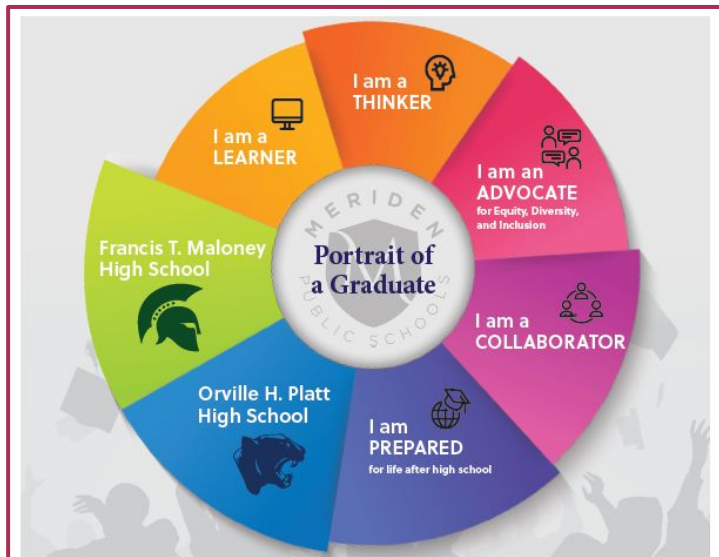 I am a
THINKER
I am an
ADVOCATE
for Equity, Diversity,
and Inclusion
I am a
COLLABORATOR
I am
PREPARED
for life after high school
Orville H. Platt
High School
Francis T. Maloney
High School
I am a
LEARNER
MERIDEN
Portrait of
a Graduate
PUBLIC SCHOOLS
M